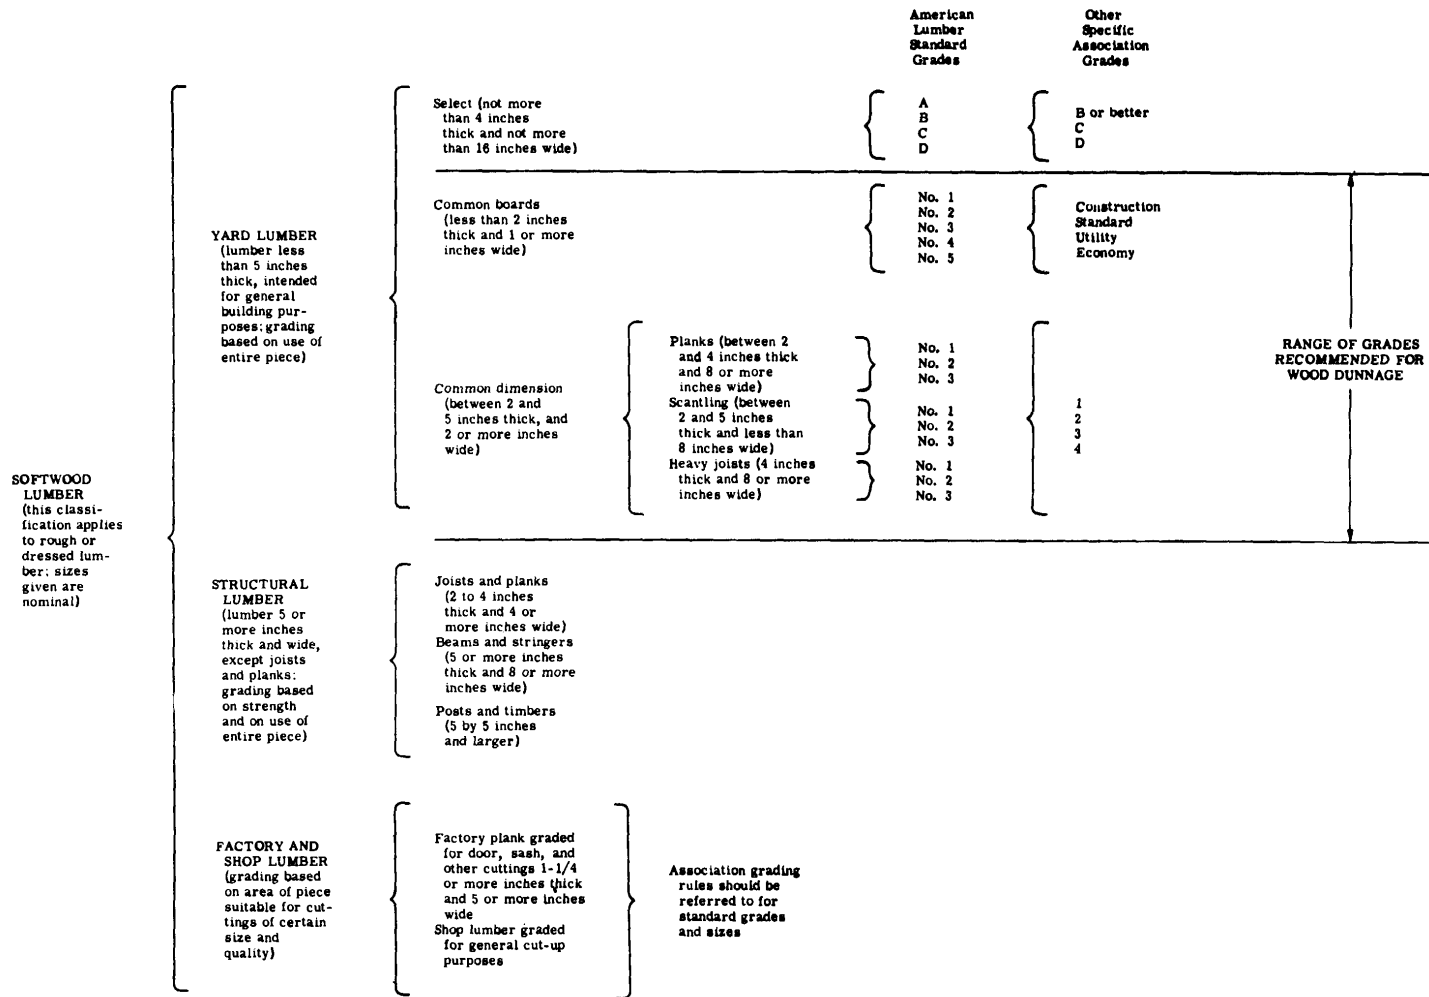 American
Lumber
Standard
Grades
Other
Specific
Association
Grades
SOFTWOOD
LUMBER
(this classi-
fication applies
to rough or
dressed lum-
ber; sizes
given are
nominal)
YARD LUMBER
(lumber less
than 5 inches
thick, intended
for general
building pur-
poses; grading
based on use of
entire piece)
Select (not more
than 4 inches
thick and not more
than 16 inches wide)
A
B
C
D
B or better
C
D
Common boards
(less than 2 inches
thick and 1 or more
inches wide)
No. 1
No. 2
No. 3
No. 4
No. 5
Construction
Standard
Utility
Economy
Common dimension
(between 2 and
5 inches thick, and
2 or more inches
wide)
Planks (between 2
and 4 inches thick
and 8 or more
inches wide)
No. 1
No. 2
No. 3
Scantling (between
2 and 5 inches
thick and less than
8 inches wide)
No. 1
No. 2
No. 3
Heavy joists (4 inches
thick and 8 or more
inches wide)
No. 1
No. 2
No. 3
1
2
3
4
RANGE OF GRADES
RECOMMENDED FOR
WOOD DUNNAGE
STRUCTURAL
LUMBER
(lumber 5 or
more inches
thick and wide,
except joists
and planks;
grading based
on strength
and on use of
entire piece)
Joists and planks
(2 to 4 inches
thick and 4 or
more inches wide)
Beams and stringers
(5 or more inches
thick and 8 or more
inches wide)
Posts and timbers
(5 by 5 inches
and larger)
FACTORY AND
SHOP LUMBER
(grading based
on area of piece
suitable for cut-
tings of certain
size and
quality)
Factory plank graded
for door, sash, and
other cuttings 1-1/4
or more inches thick
and 5 or more inches
wide
Shop lumber graded
for general cut-up
purposes
Association grading
rules should be
referred to for
standard grades
and sizes